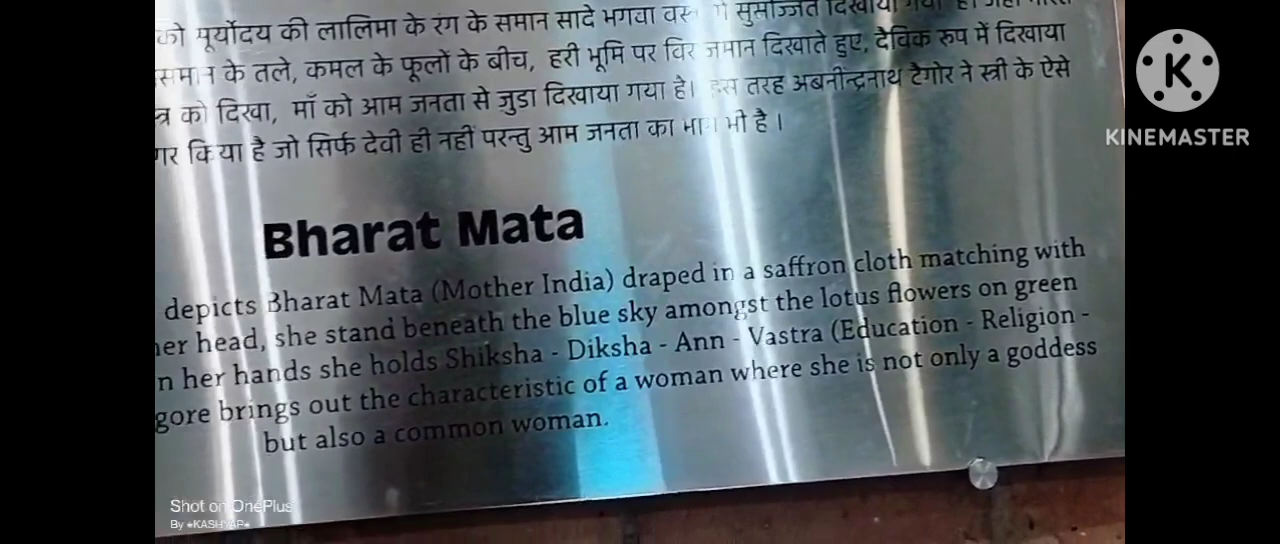 को सूर्योदय की लालिमा के रंग के समान सादे भगवा वस्त्र में सुसज्जित दिखाया गया है।
के तले, कमल के फूलों के बीच, हरी भूमि पर विराजमान दिखाते हुए, दैविक रूप में दिखाया
को दिखा, माँ को आम जनता से जुडा दिखाया गया है। इस तरह अबनीन्द्रनाथ टैगोर ने स्त्री के ऐसे
किया है जो सिर्फ देवी ही नहीं परन्तु आम जनता का भाग भी है।
Bharat Mata
depicts Bharat Mata (Mother India) draped in a saffron cloth matching with
her head, she stand beneath the blue sky amongst the lotus flowers on green
n her hands she holds Shiksha - Diksha - Ann - Vastra (Education - Religion -
gore brings out the characteristic of a woman where she is not only a goddess
but also a common woman.
K
KINEMASTER
Shot on OnePlus
By •KASHYAP•